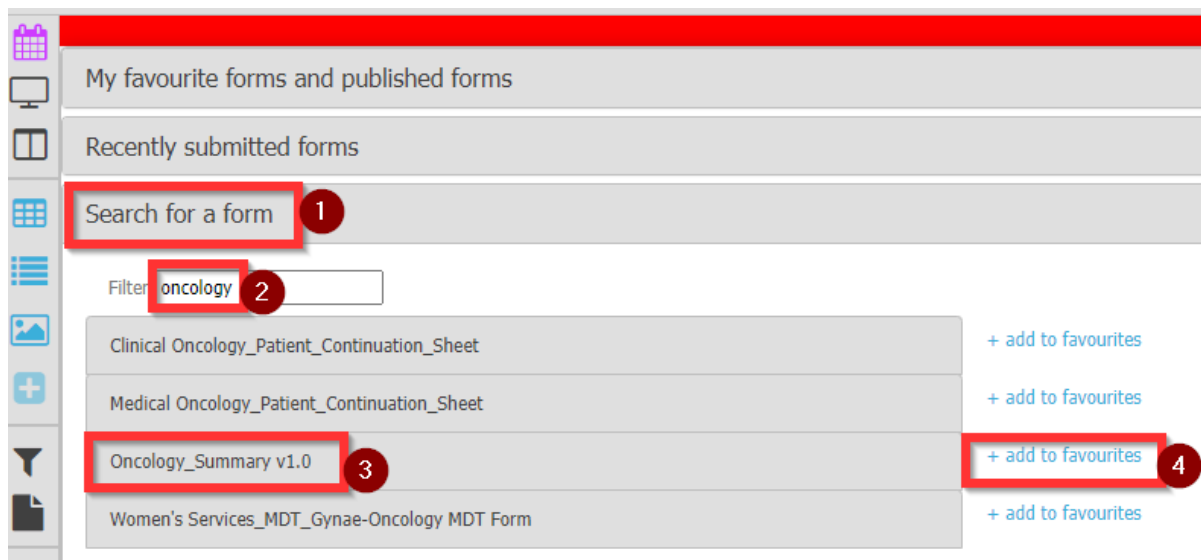 My favourite forms and published forms
Recently submitted forms
Search for a form 1
Filter oncology 2
Clinical Oncology_Patient_Continuation_Sheet + add to favourites
Medical Oncology_Patient_Continuation_Sheet + add to favourites
Oncology_Summary v1.0 3 + add to favourites 4
Women's Services_MDT_Gynae-Oncology MDT Form + add to favourites